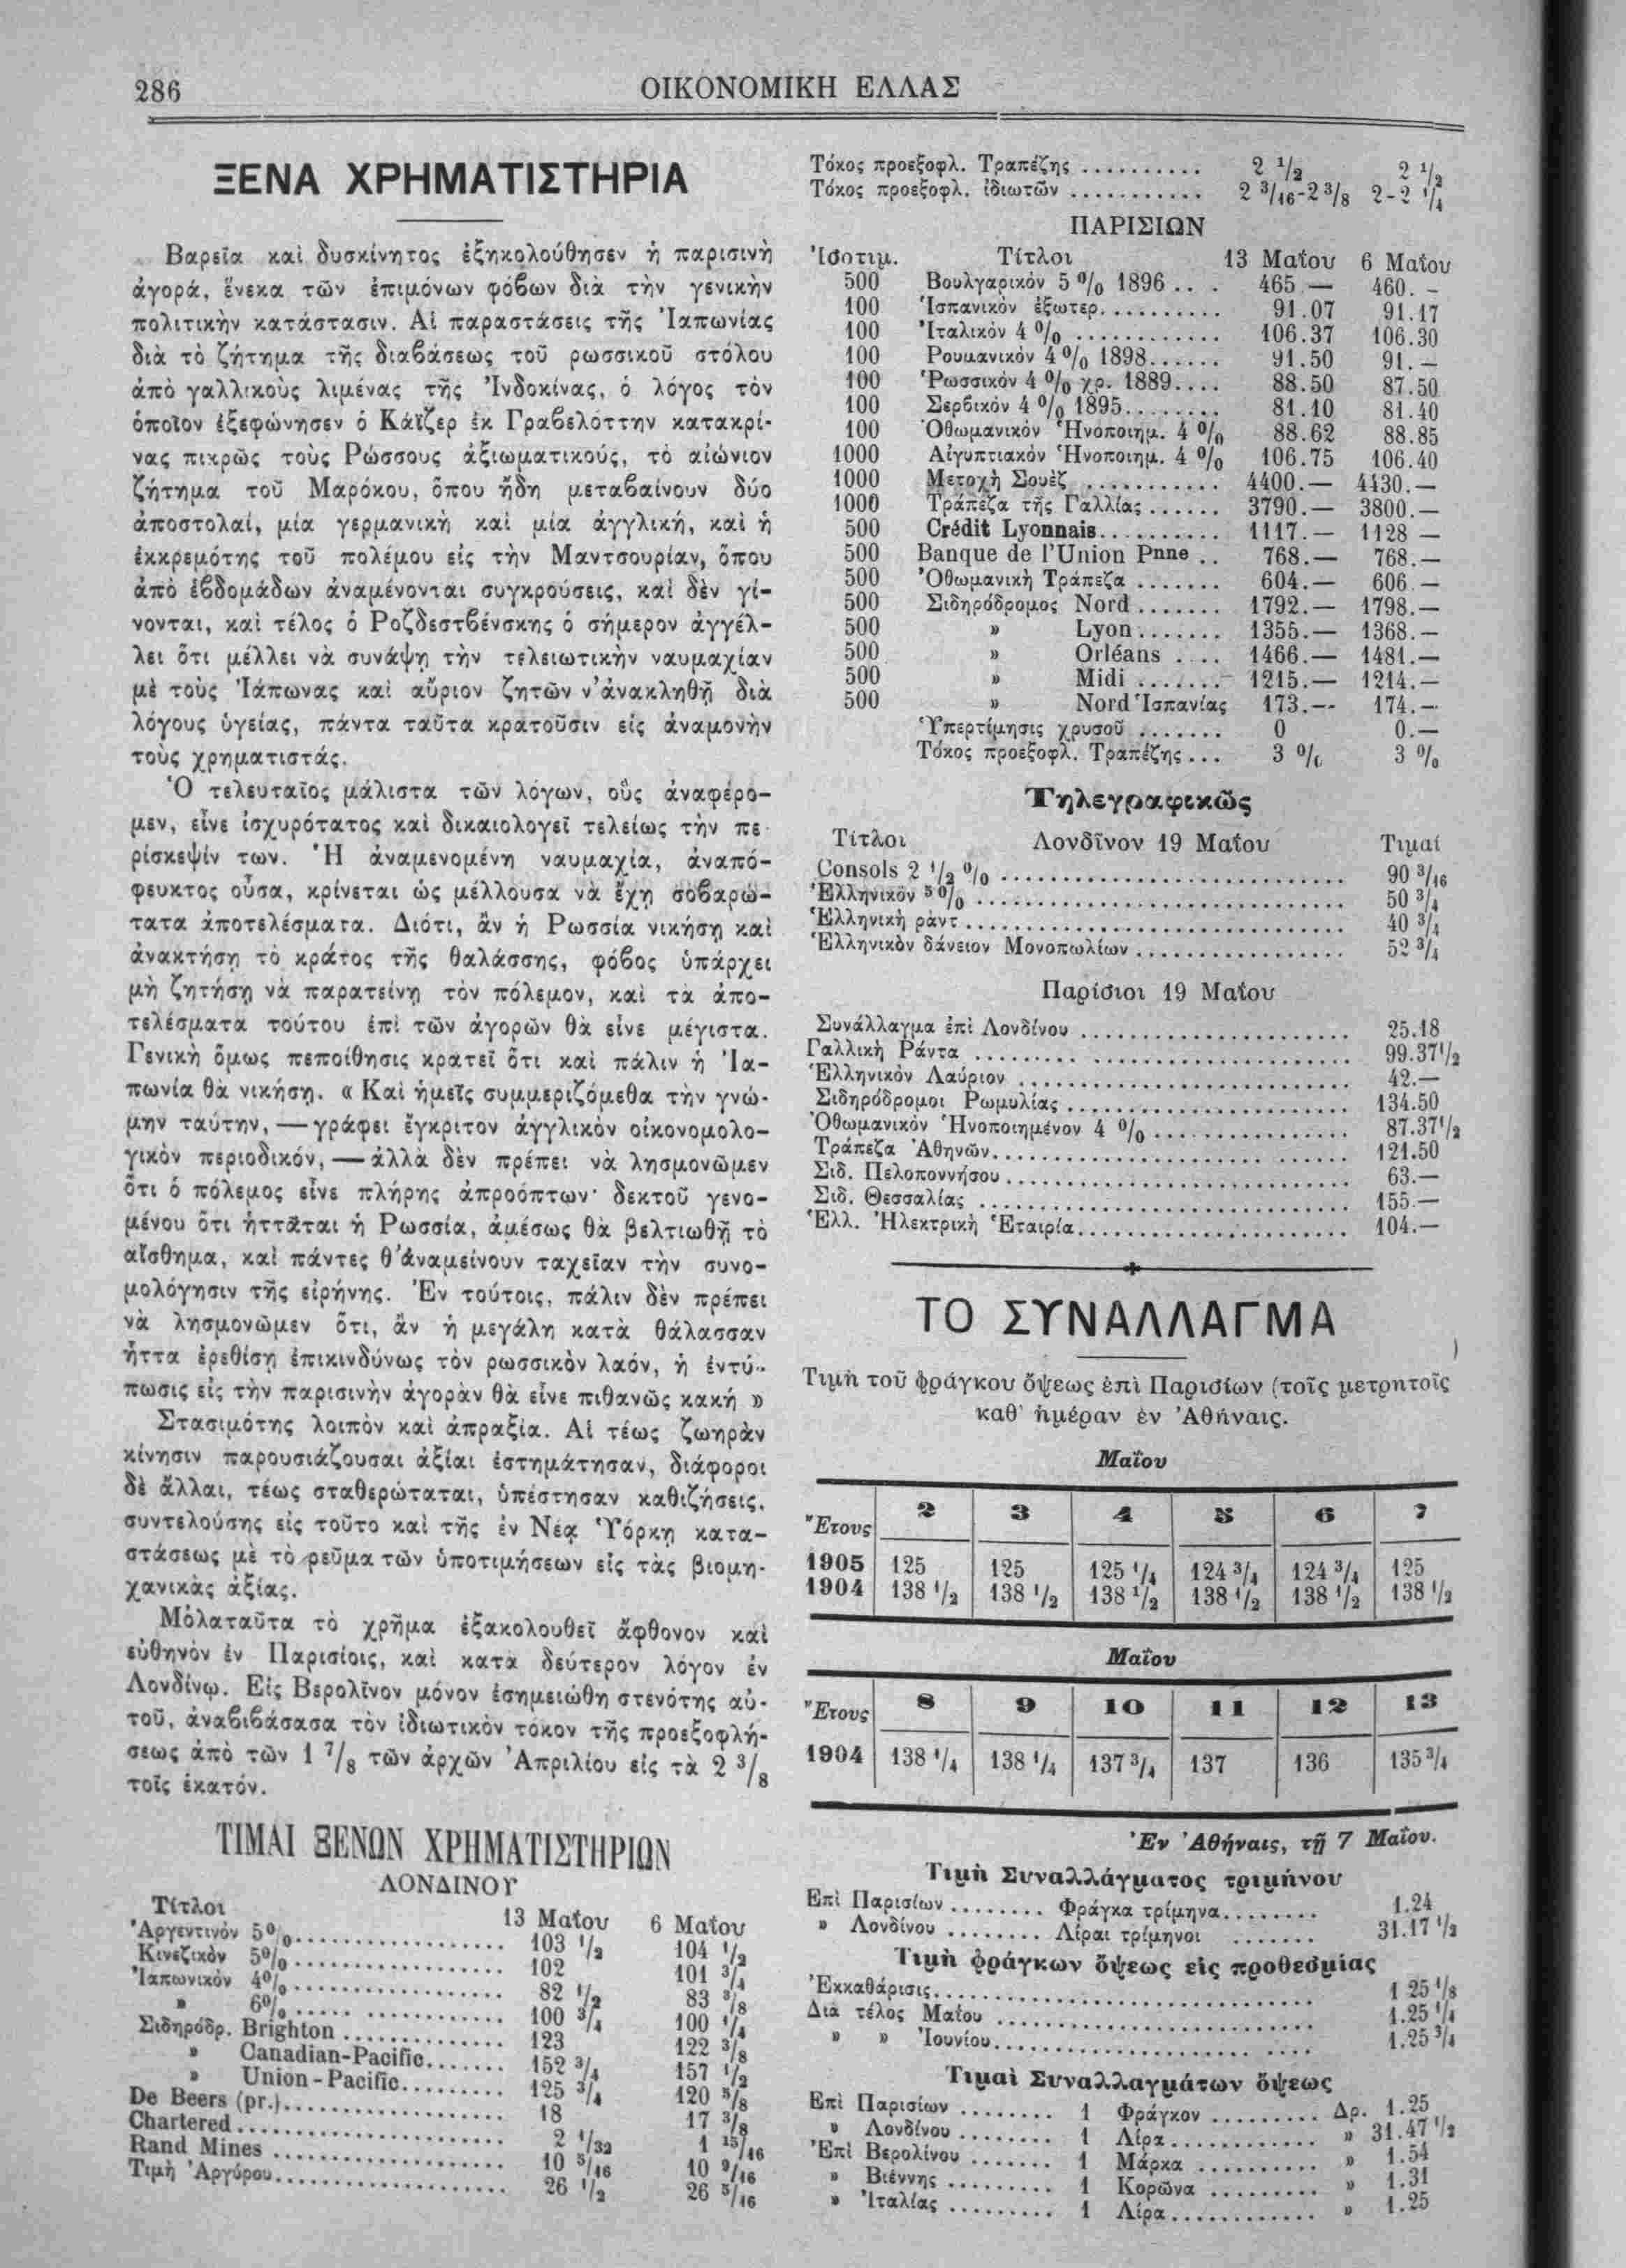 286
ΟΙΚΟΝΟΜΙΚΗ ΕΛΛΑΣ
ΞΕΝΑ ΧΡΗΜΑΤΙΣΤΗΡΙΑ
Βαρεῖα καὶ δυσκίνητος ἐξηκολούθησεν ἡ παρισινὴ
ἀγορά, ἕνεκα τῶν ἐπιμόνων φόβων διὰ τὴν γενικὴν
πολιτικὴν κατάστασιν. Αἱ παραστάσεις τῆς Ἰαπωνίας
διὰ τὸ ζήτημα τῆς διαβάσεως τοῦ ρωσσικοῦ στόλου
ἀπὸ γαλλικοὺς λιμένας τῆς Ἰνδοκίνας, ὁ λόγος τὸν
ὁποῖον ἐξεφώνησεν ὁ Κάϊζερ ἐκ Γραβελόττην κατακρί-
νας πικρῶς τοὺς Ρώσσους ἀξιωματικούς, τὸ αἰώνιον
ζήτημα τοῦ Μαρόκου, ὅπου ἤδη μεταβαίνουν δύο
ἀποστολαί, μία γερμανικὴ καὶ μία ἀγγλική, καὶ ἡ
ἐκκρεμότης τοῦ πολέμου εἰς τὴν Μαντσουρίαν, ὅπου
ἀπὸ ἑβδομάδων ἀναμένονται συγκρούσεις, καὶ δὲν γί-
νονται, καὶ τέλος ὁ Ροζδεστβένσκης ὁ σήμερον ἀγγέλ-
λει ὅτι μέλλει νὰ συνάψῃ τὴν τελειωτικὴν ναυμαχίαν
μὲ τοὺς Ἰάπωνας καὶ αὔριον ζητῶν ν' ἀνακληθῇ διὰ
λόγους ὑγείας, πάντα ταῦτα κρατοῦσιν εἰς ἀναμονὴν
τοὺς χρηματιστάς.
Ὁ τελευταῖος μάλιστα τῶν λόγων, οὓς ἀναφέρο-
μεν, εἶνε ἰσχυρότατος καὶ δικαιολογεῖ τελείως τὴν πε
ρίσκεψίν των. Ἡ ἀναμενομένη ναυμαχία, ἀναπό-
φευκτος οὖσα, κρίνεται ὡς μέλλουσα νὰ ἔχῃ σοβαρώ-
τατα ἀποτελέσματα. Διότι, ἂν ἡ Ρωσσία νικήσῃ καὶ
ἀνακτήσῃ τὸ κράτος τῆς θαλάσσης, φόβος ὑπάρχει
μὴ ζητήσῃ νὰ παρατείνῃ τὸν πόλεμον, καὶ τὰ ἀπο-
τελέσματα τούτου ἐπὶ τῶν ἀγορῶν θὰ εἶνε μέγιστα.
Γενικὴ ὅμως πεποίθησις κρατεῖ ὅτι καὶ πάλιν ἡ Ἰα-
πωνία θὰ νικήσῃ. « Καὶ ἡμεῖς συμμεριζόμεθα τὴν γνώ-
μην ταύτην, — γράφει ἔγκριτον ἀγγλικὸν οἰκονομολο-
γικὸν περιοδικόν, — ἀλλὰ δὲν πρέπει νὰ λησμονῶμεν
ὅτι ὁ πόλεμος εἶνε πλήρης ἀπροόπτων· δεκτοῦ γενο-
μένου ὅτι ἡττᾶται ἡ Ρωσσία, ἀμέσως θὰ βελτιωθῇ τὸ
αἴσθημα, καὶ πάντες θ' ἀναμείνουν ταχεῖαν τὴν συνο-
μολόγησιν τῆς εἰρήνης. Ἐν τούτοις, πάλιν δὲν πρέπει
νὰ λησμονῶμεν ὅτι, ἂν ἡ μεγάλη κατὰ θάλασσαν
ἧττα ἐρεθίσῃ ἐπικινδύνως τὸν ρωσσικὸν λαόν, ἡ ἐντύ-
πωσις εἰς τὴν παρισινὴν ἀγορὰν θὰ εἶνε πιθανῶς κακή »
Στασιμότης λοιπὸν καὶ ἀπραξία. Αἱ τέως ζωηρὰν
κίνησιν παρουσιάζουσαι ἀξίαι ἐστημάτησαν, διάφοροι
δὲ ἄλλαι, τέως σταθερώταται, ὑπέστησαν καθιζήσεις,
συντελούσης εἰς τοῦτο καὶ τῆς ἐν Νέᾳ Ὑόρκῃ κατα-
στάσεως μὲ τὸ ρεῦμα τῶν ὑποτιμήσεων εἰς τὰς βιομη-
χανικὰς ἀξίας.
Μόλαταῦτα τὸ χρῆμα ἐξακολουθεῖ ἄφθονον καὶ
εὐθηνὸν ἐν Παρισίοις, καὶ κατὰ δεύτερον λόγον ἐν
Λονδίνῳ. Εἰς Βερολῖνον μόνον ἐσημειώθη στενότης αὐ-
τοῦ, ἀναβιβάσασα τὸν ἰδιωτικὸν τόκον τῆς προεξοφλή-
σεως ἀπὸ τῶν 1 7/8 τῶν ἀρχῶν Ἀπριλίου εἰς τὰ 2 3/8
τοῖς ἑκατόν.
ΤΙΜΑΙ ΞΕΝΩΝ ΧΡΗΜΑΤΙΣΤΗΡΙΩΝ
ΛΟΝΔΙΝΟΥ
Τίτλοι 13 Μαΐου 6 Μαΐου
Ἀργεντινὸν 5% 103 1/2 104 1/2
Κινεζικὸν 5% 102 101 3/4
Ἰαπωνικὸν 4% 82 1/2 83 3/8
» 6% 100 3/4 100 1/4
Σιδηρόδρ. Brighton 123 122 3/8
» Canadian-Pacific 152 3/4 157 1/2
» Union-Pacific 125 3/4 120 5/8
De Beers (pr.) 18 17 3/8
Chartered 2 1/32 1 15/16
Rand Mines 10 5/16 10 9/16
Τιμὴ Ἀργύρου 26 1/2 26 5/16
Τόκος προεξοφλ. Τραπέζης 2 1/2 2 1/2
Τόκος προεξοφλ. ἰδιωτῶν 2 3/16-2 3/8 2-2 1/4
ΠΑΡΙΣΙΩΝ
Ἰσοτιμ. Τίτλοι 13 Μαΐου 6 Μαΐου
500 Βουλγαρικὸν 5 % 1896 465.— 460.-
100 Ἰσπανικὸν ἐξωτερ. 91.07 91.17
100 Ἰταλικὸν 4 % 106.37 106.30
100 Ρουμανικὸν 4 % 1898 91.50 91.—
100 Ῥωσσικὸν 4 % χρ. 1889 88.50 87.50
100 Σερβικὸν 4 % 1895 81.10 81.40
100 Ὀθωμανικὸν Ἡνοποιημ. 4 % 88.62 88.85
1000 Αἰγυπτιακὸν Ἡνοποιημ. 4 % 106.75 106.40
1000 Μετοχὴ Σουὲζ 4400.— 4430.—
1000 Τράπεζα τῆς Γαλλίας 3790.— 3800.—
500 Crédit Lyonnais 1117.— 1128 —
500 Banque de l'Union Pnne 768.— 768.—
500 Ὀθωμανικὴ Τράπεζα 604.— 606.—
500 Σιδηρόδρομος Nord 1792.— 1798.—
500 » Lyon 1355.— 1368.—
500 » Orléans 1466.— 1481.—
500 » Midi 1215.— 1214.—
500 » Nord Ἰσπανίας 173.— 174.—
Ὑπερτίμησις χρυσοῦ 0 0.—
Τόκος προεξοφλ. Τραπέζης 3 % 3 %
Τηλεγραφικῶς
Τίτλοι Λονδῖνον 19 Μαΐου Τιμαί
Consols 2 1/2 % 90 3/16
Ἑλληνικὸν 5 % 50 3/4
Ἑλληνικὴ ρὰντ 40 3/4
Ἑλληνικὸν δάνειον Μονοπωλίων 52 3/4
Παρίσιοι 19 Μαΐου
Συνάλλαγμα ἐπὶ Λονδίνου 25.18
Γαλλικὴ Ράντα 99.37 1/2
Ἑλληνικὸν Λαύριον 42.—
Σιδηρόδρομοι Ρωμυλίας 134.50
Ὀθωμανικὸν Ἡνοποιημένον 4 % 87.37 1/2
Τράπεζα Ἀθηνῶν 121.50
Σιδ. Πελοποννήσου 63.—
Σιδ. Θεσσαλίας 155.—
Ἑλλ. Ἠλεκτρικὴ Ἑταιρία 104.—
ΤΟ ΣΥΝΑΛΛΑΓΜΑ
Τιμὴ τοῦ φράγκου ὄψεως ἐπὶ Παρισίων (τοῖς μετρητοῖς
καθ' ἡμέραν ἐν Ἀθήναις.
Μαΐου
Ἔτους 2 3 4 5 6 7
1905 125 125 125 1/4 124 3/4 124 3/4 125
1904 138 1/2 138 1/2 138 1/2 138 1/2 138 1/2 138 1/2
Μαΐου
Ἔτους 8 9 10 11 12 13
1904 138 1/4 138 1/4 137 3/4 137 136 135 3/4
Ἐν Ἀθήναις, τῇ 7 Μαΐου.
Τιμὴ Συναλλάγματος τριμήνου
Ἐπὶ Παρισίων Φράγκα τρίμηνα 1.24
» Λονδίνου Λίραι τρίμηνοι 31.17 1/2
Τιμὴ φράγκων ὄψεως εἰς προθεσμίας
Ἐκκαθάρισις 1 25 1/8
Διὰ τέλος Μαΐου 1.25 1/4
» » Ἰουνίου 1.25 3/4
Τιμαὶ Συναλλαγμάτων ὄψεως
Ἐπὶ Παρισίων 1 Φράγκον Δρ. 1.25
» Λονδίνου 1 Λίρα » 31.47 1/2
Ἐπὶ Βερολίνου 1 Μάρκα » 1.54
» Βιέννης 1 Κορῶνα » 1.31
» Ἰταλίας 1 Λίρα » 1.25